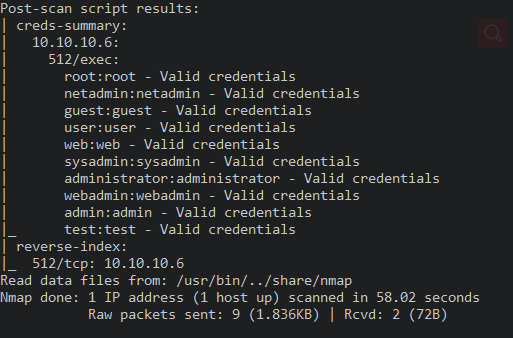 Post-scan script results:
| creds-summary:
|   10.10.10.6:
|     512/exec:
|       root:root - Valid credentials
|       netadmin:netadmin - Valid credentials
|       guest:guest - Valid credentials
|       user:user - Valid credentials
|       web:web - Valid credentials
|       sysadmin:sysadmin - Valid credentials
|       administrator:administrator - Valid credentials
|       webadmin:webadmin - Valid credentials
|       admin:admin - Valid credentials
|_      test:test - Valid credentials
| reverse-index:
|_  512/tcp: 10.10.10.6
Read data files from: /usr/bin/../share/nmap
Nmap done: 1 IP address (1 host up) scanned in 58.02 seconds
           Raw packets sent: 9 (1.836KB) | Rcvd: 2 (72B)